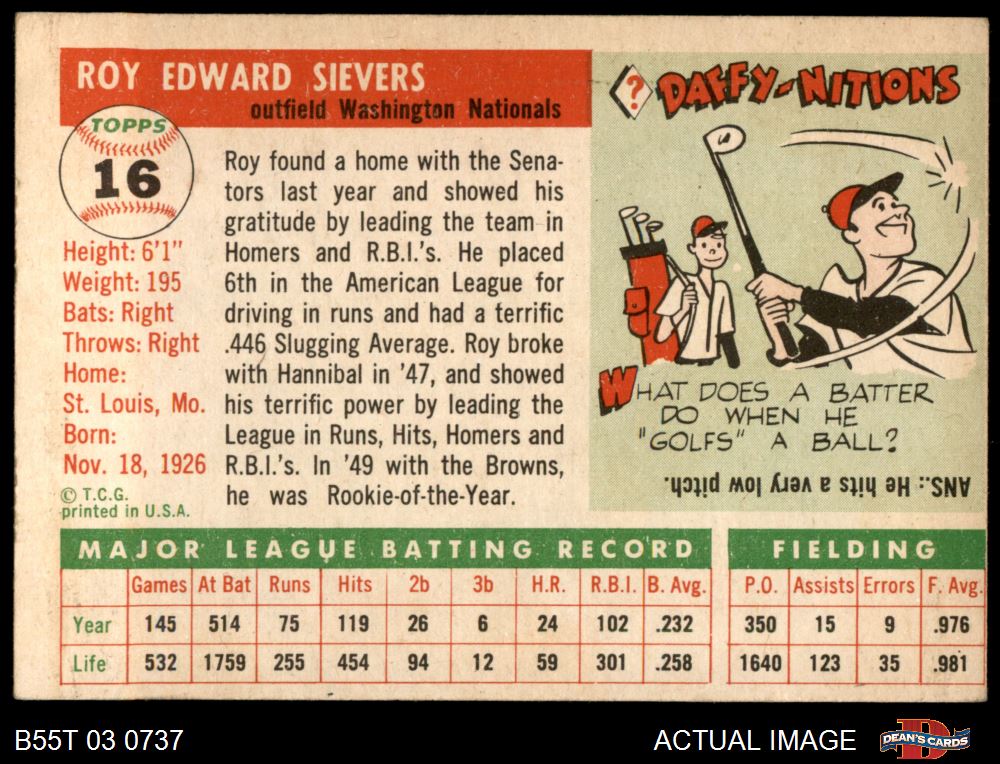 ROY EDWARD SIEVERS
outfield Washington Nationals
TOPPS
16
Height: 6'1"
Weight: 195
Bats: Right
Throws: Right
Home:
St. Louis, Mo.
Born:
Nov. 18, 1926
© T.C.G.
printed in U.S.A.
Roy found a home with the Sena-
tors last year and showed his
gratitude by leading the team in
Homers and R.B.I.'s. He placed
6th in the American League for
driving in runs and had a terrific
.446 Slugging Average. Roy broke
with Hannibal in '47, and showed
his terrific power by leading the
League in Runs, Hits, Homers and
R.B.I.'s. In '49 with the Browns,
he was Rookie-of-the-Year.
? DAFFY-NITIONS
WHAT DOES A BATTER
DO WHEN HE
"GOLFS" A BALL?
ANS.: He hits a very low pitch.
MAJOR LEAGUE BATTING RECORD
Games At Bat Runs Hits 2b 3b H.R. R.B.I. B. Avg.
Year 145 514 75 119 26 6 24 102 .232
Life 532 1759 255 454 94 12 59 301 .258
FIELDING
P.O. Assists Errors F. Avg.
350 15 9 .976
1640 123 35 .981
B55T 03 0737
ACTUAL IMAGE
DEAN'S CARDS